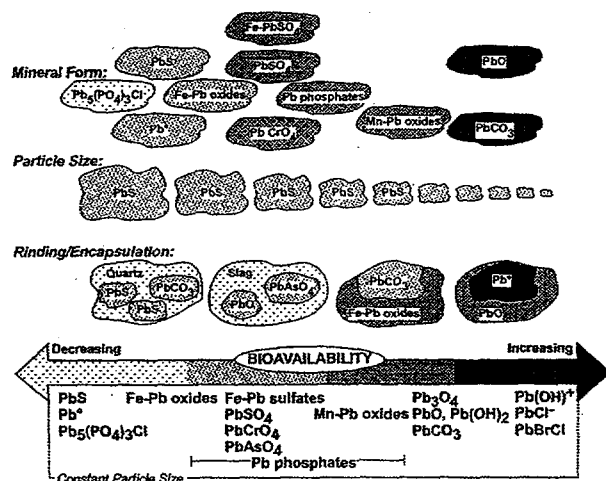 Fe-PbSO
PbS PbSO4 PbO
Mineral Form:
Pb5(PO4)3Cl Fe-Pb oxides Pb phosphates
Pb° Pb CrO4 Mn-Pb oxides PbCO3
Particle Size:
PbS PbS PbS PbS PbS
Rinding/Encapsulation:
Quartz Slag
PbS PbCO3 PbAsO4 PbCO3 Pb°
PbS PbO Fe-Pb oxides PbO
Decreasing BIOAVAILABILITY Increasing
PbS Fe-Pb oxides Fe-Pb sulfates Pb3O4 Pb(OH)+
Pb° PbSO4 Mn-Pb oxides PbO, Pb(OH)2 PbCl-
Pb5(PO4)3Cl PbCrO4 PbCO3 PbBrCl
PbAsO4
Pb phosphates
Constant Particle Size